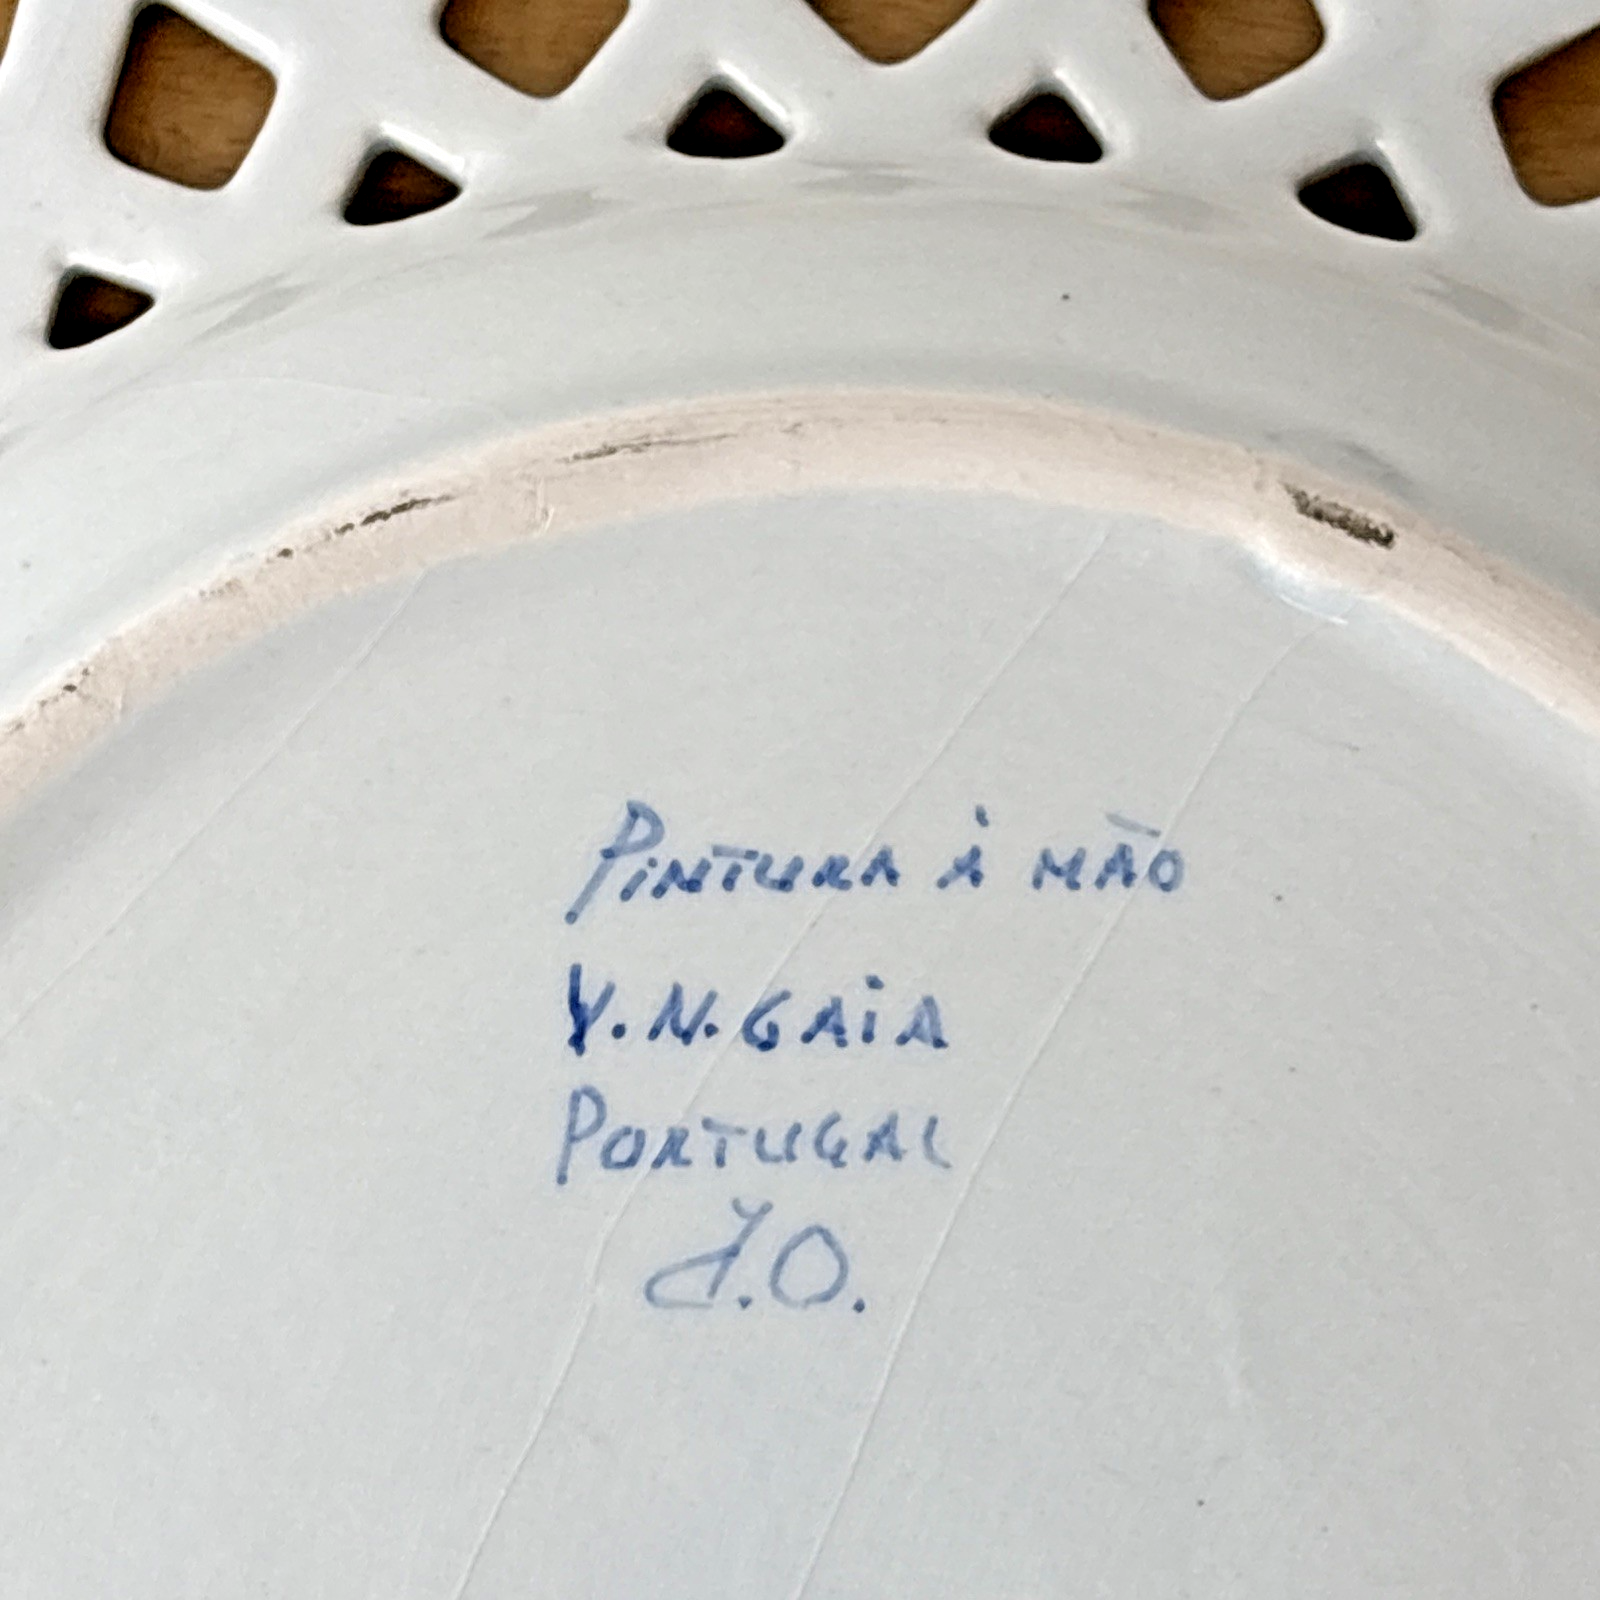 PINTURA À MÃO
V.N.GAIA
PORTUGAL
J.O.